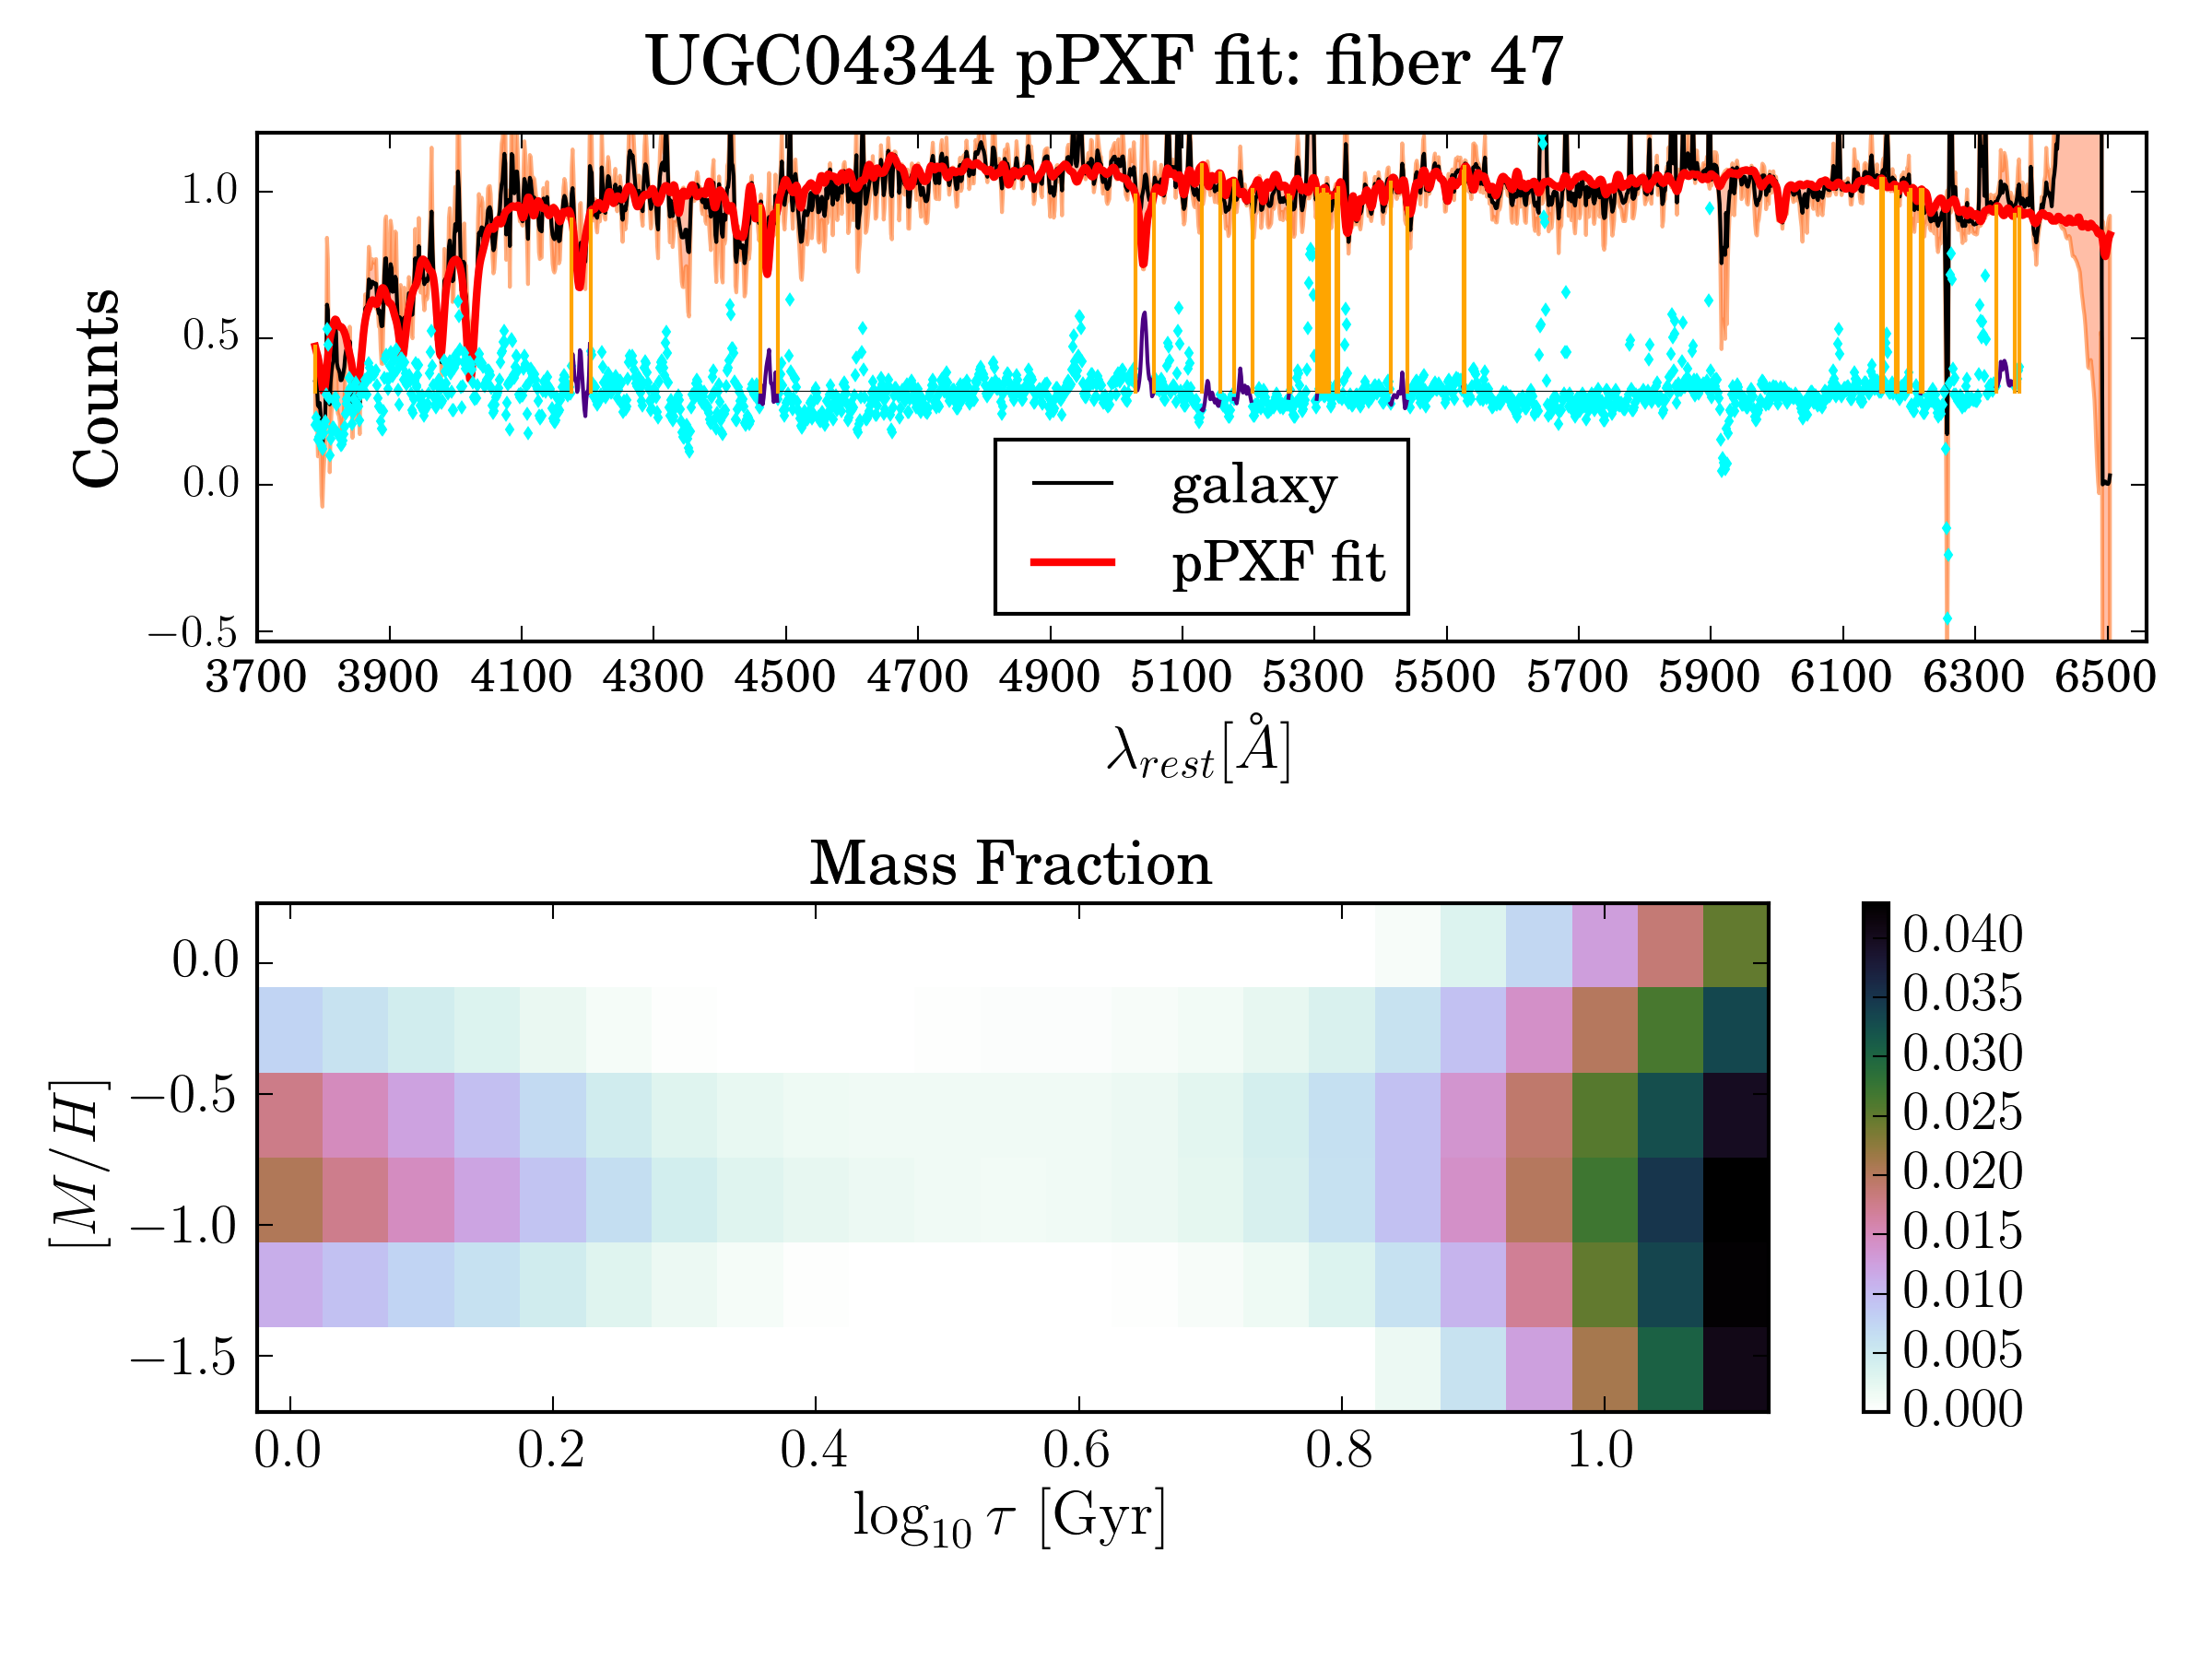 UGC04344 pPXF fit: fiber 47
Counts
1.0
0.5
0.0
−0.5
galaxy
pPXF fit
3700 3900 4100 4300 4500 4700 4900 5100 5300 5500 5700 5900 6100 6300 6500
λrest[Å]
Mass Fraction
[M/H]
0.0
−0.5
−1.0
−1.5
0.0 0.2 0.4 0.6 0.8 1.0
log10 τ [Gyr]
0.040
0.035
0.030
0.025
0.020
0.015
0.010
0.005
0.000